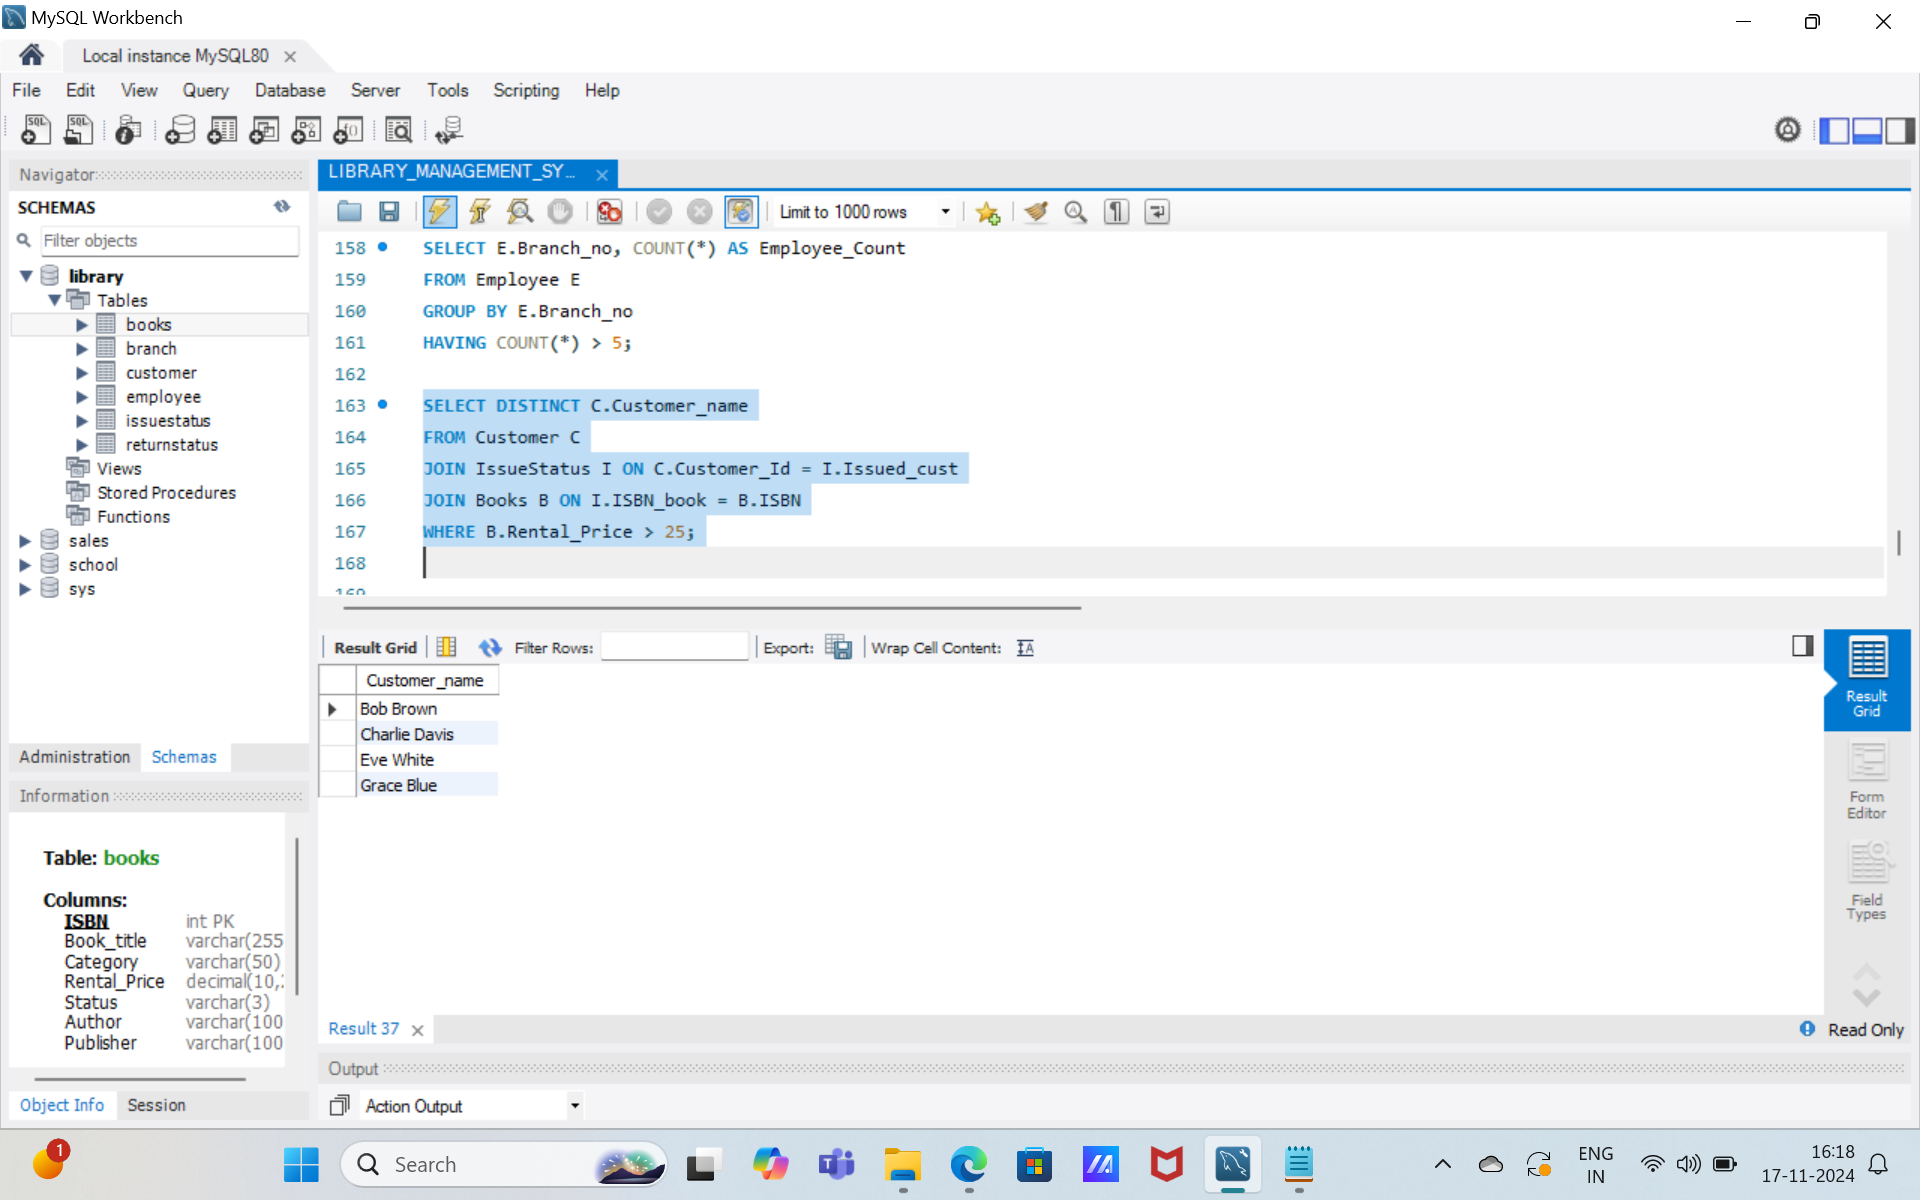 MySQL Workbench
Local instance MySQL80
File Edit View Query Database Server Tools Scripting Help
Navigator
SCHEMAS
Filter objects
library
Tables
books
branch
customer
employee
issuestatus
returnstatus
Views
Stored Procedures
Functions
sales
school
sys
Administration Schemas
Information
Table: books
Columns:
ISBN int PK
Book_title varchar(255
Category varchar(50)
Rental_Price decimal(10,
Status varchar(3)
Author varchar(100
Publisher varchar(100
Object Info Session
LIBRARY_MANAGEMENT_SY...
Limit to 1000 rows
158 SELECT E.Branch_no, COUNT(*) AS Employee_Count
159 FROM Employee E
160 GROUP BY E.Branch_no
161 HAVING COUNT(*) > 5;
162
163 SELECT DISTINCT C.Customer_name
164 FROM Customer C
165 JOIN IssueStatus I ON C.Customer_Id = I.Issued_cust
166 JOIN Books B ON I.ISBN_book = B.ISBN
167 WHERE B.Rental_Price > 25;
168
169
Result Grid Filter Rows: Export: Wrap Cell Content:
Customer_name
Bob Brown
Charlie Davis
Eve White
Grace Blue
Result
Grid
Form
Editor
Field
Types
Result 37
Read Only
Output
Action Output
1
Search
ENG
IN
16:18
17-11-2024